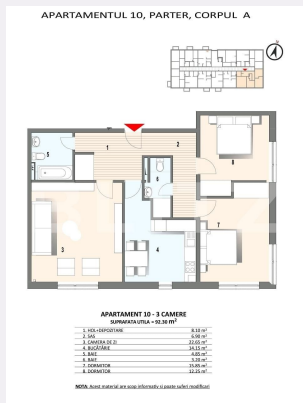 APARTAMENTUL 10, PARTER, CORPUL A
1
2
5
6
8
3
4
7
APARTAMENT 10 - 3 CAMERE
SUPRAFATA UTILA = 92.30 m²
1. HOL+DEPOZITARE 8.10 m²
2. SAS 6.90 m²
3. CAMERA DE ZI 22.65 m²
4. BUCĂTĂRIE 14.15 m²
5. BAIE 4.85 m²
6. BAIE 3.20 m²
7. DORMITOR 15.85 m²
8. DORMITOR 12.25 m²
NOTA: Acest material are scop informativ si poate suferi modificari